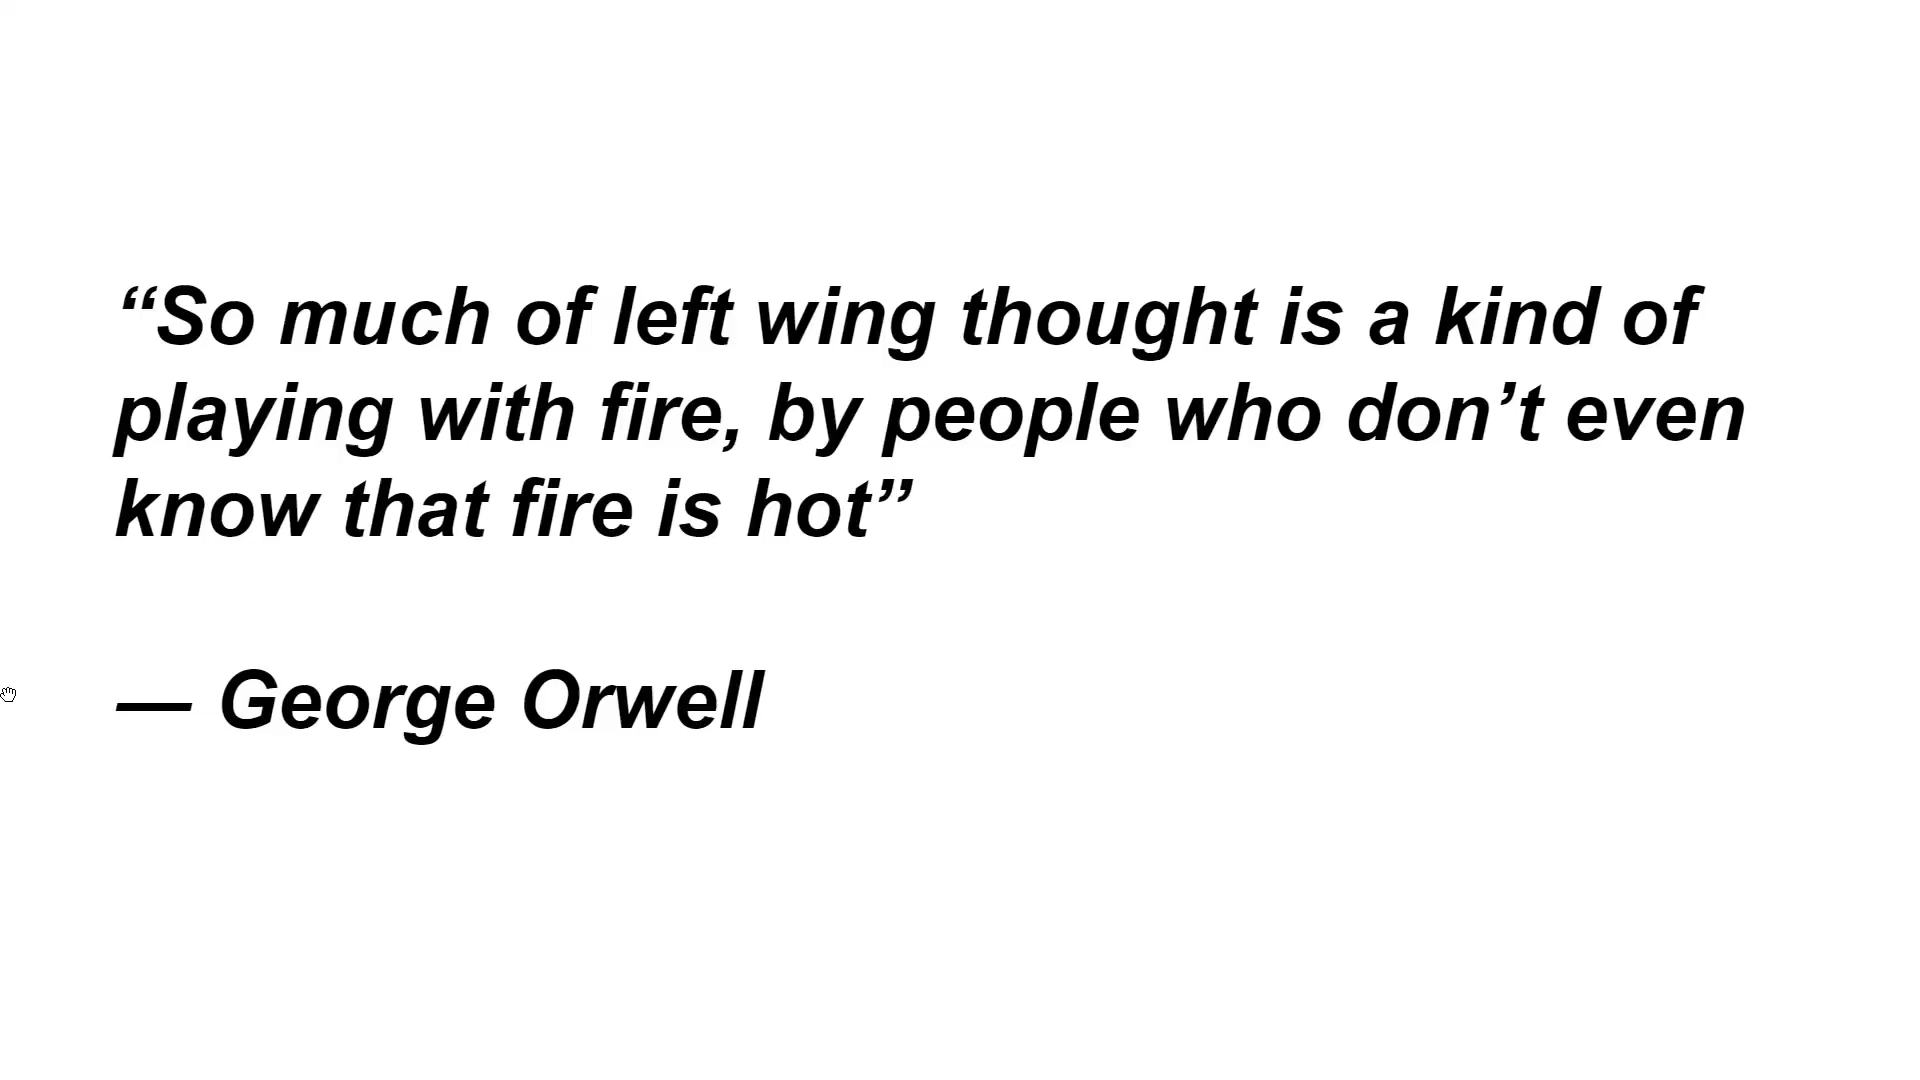 “So much of left wing thought is a kind of
playing with fire, by people who don’t even
know that fire is hot”
— George Orwell